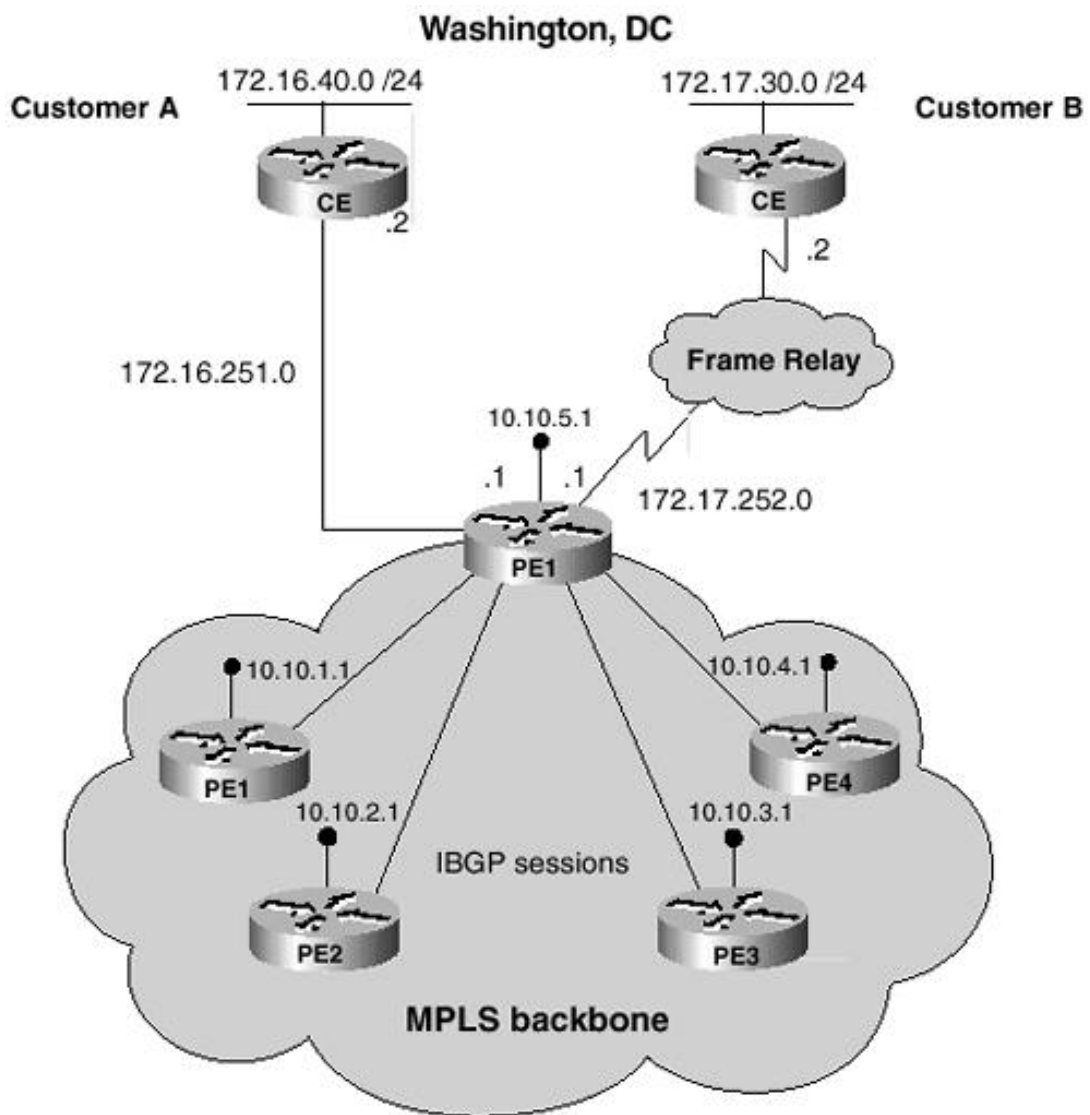 Washington, DC
172.16.40.0 /24
172.17.30.0 /24
Customer A
Customer B
CE
.2
CE
.2
Frame Relay
172.16.251.0
10.10.5.1
.1
.1
172.17.252.0
PE1
10.10.1.1
10.10.4.1
PE1
PE4
10.10.2.1
10.10.3.1
IBGP sessions
PE2
PE3
MPLS backbone